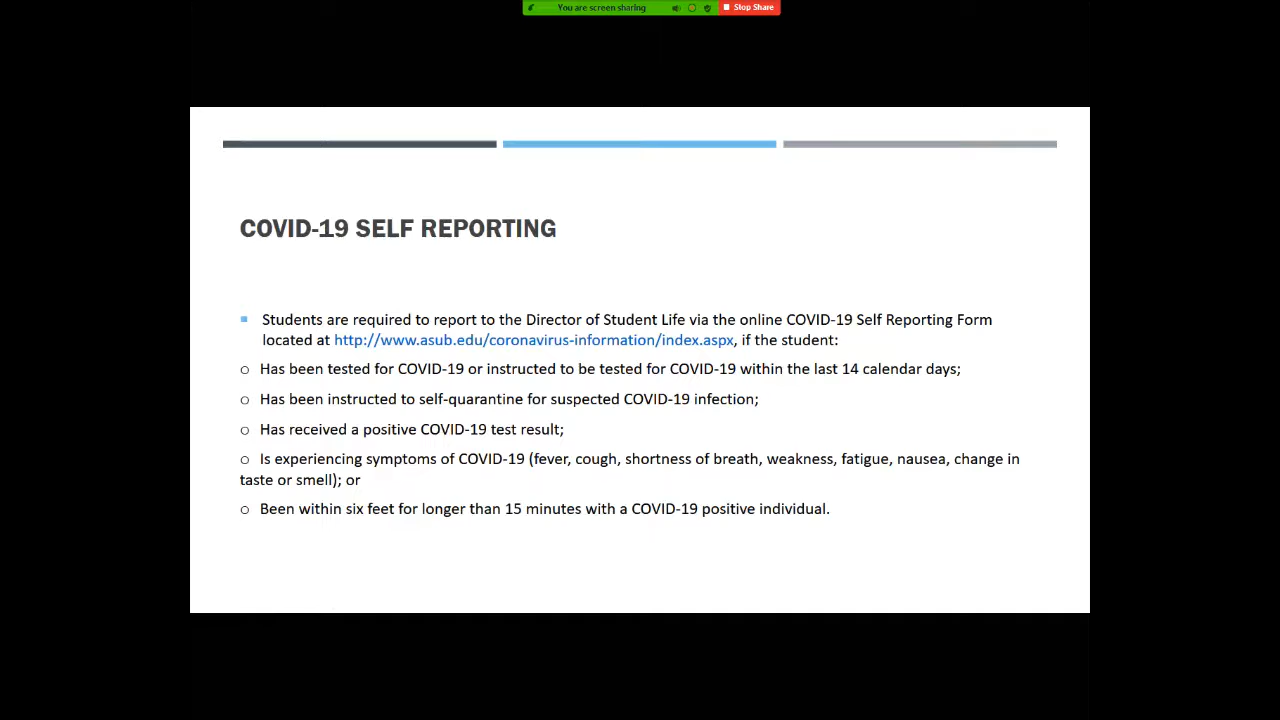 You are screen sharing
Stop Share
COVID-19 SELF REPORTING
Students are required to report to the Director of Student Life via the online COVID-19 Self Reporting Form
located at http://www.asub.edu/coronavirus-information/index.aspx, if the student:
Has been tested for COVID-19 or instructed to be tested for COVID-19 within the last 14 calendar days;
Has been instructed to self-quarantine for suspected COVID-19 infection;
Has received a positive COVID-19 test result;
Is experiencing symptoms of COVID-19 (fever, cough, shortness of breath, weakness, fatigue, nausea, change in
taste or smell); or
Been within six feet for longer than 15 minutes with a COVID-19 positive individual.